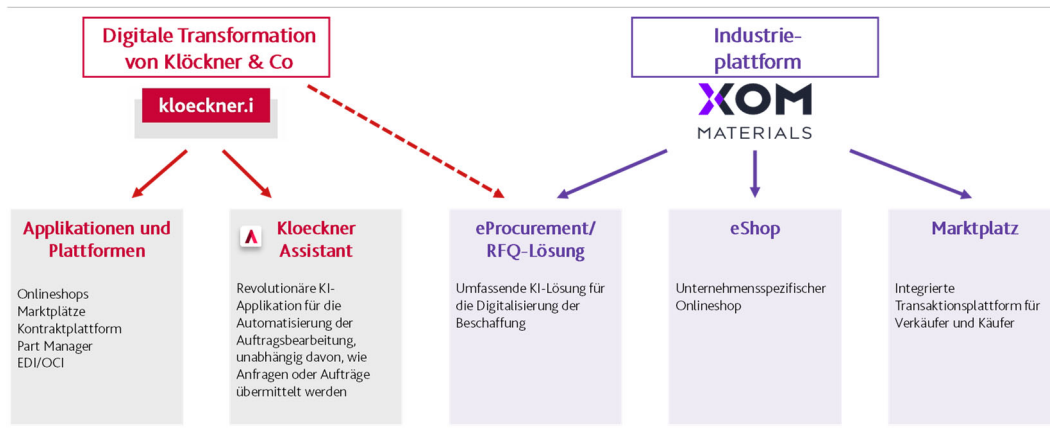 Digitale Transformation
von Klöckner & Co
kloeckner.i
Industrie-
plattform
XOM
MATERIALS
Applikationen und
Plattformen
Onlineshops
Marktplätze
Kontraktplattform
Part Manager
EDI/OCI
Kloeckner
Assistant
Revolutionäre KI-
Applikation für die
Automatisierung der
Auftragsbearbeitung,
unabhängig davon, wie
Anfragen oder Aufträge
übermittelt werden
eProcurement/
RFQ-Lösung
Umfassende KI-Lösung für
die Digitalisierung der
Beschaffung
eShop
Unternehmensspezifischer
Onlineshop
Marktplatz
Integrierte
Transaktionsplattform für
Verkäufer und Käufer